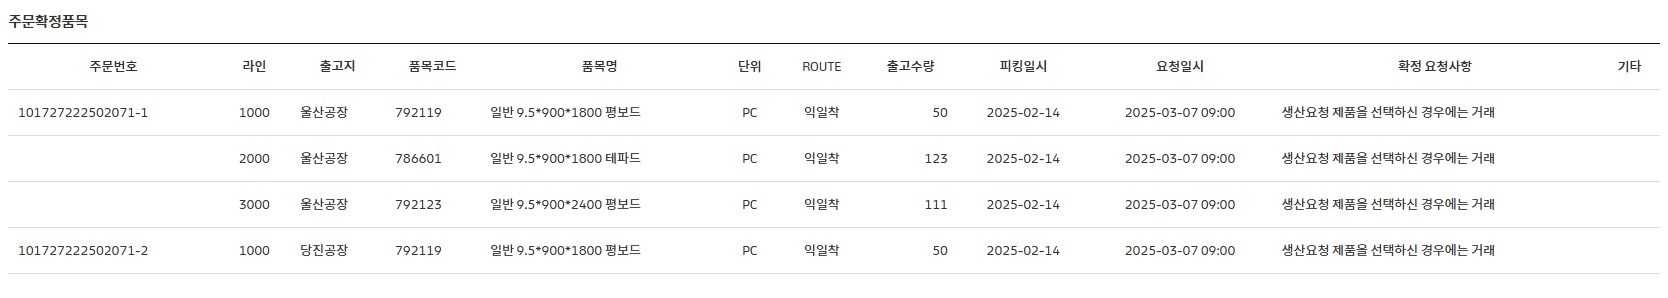 주문확정품목
주문번호 라인 출고지 품목코드 품목명 단위 ROUTE 출고수량 피킹일시 요청일시 확정 요청사항 기타
101727222502071-1 1000 울산공장 792119 일반 9.5*900*1800 평보드 PC 익일착 50 2025-02-14 2025-03-07 09:00 생산요청 제품을 선택하신 경우에는 거래
2000 울산공장 786601 일반 9.5*900*1800 테파드 PC 익일착 123 2025-02-14 2025-03-07 09:00 생산요청 제품을 선택하신 경우에는 거래
3000 울산공장 792123 일반 9.5*900*2400 평보드 PC 익일착 111 2025-02-14 2025-03-07 09:00 생산요청 제품을 선택하신 경우에는 거래
101727222502071-2 1000 당진공장 792119 일반 9.5*900*1800 평보드 PC 익일착 50 2025-02-14 2025-03-07 09:00 생산요청 제품을 선택하신 경우에는 거래